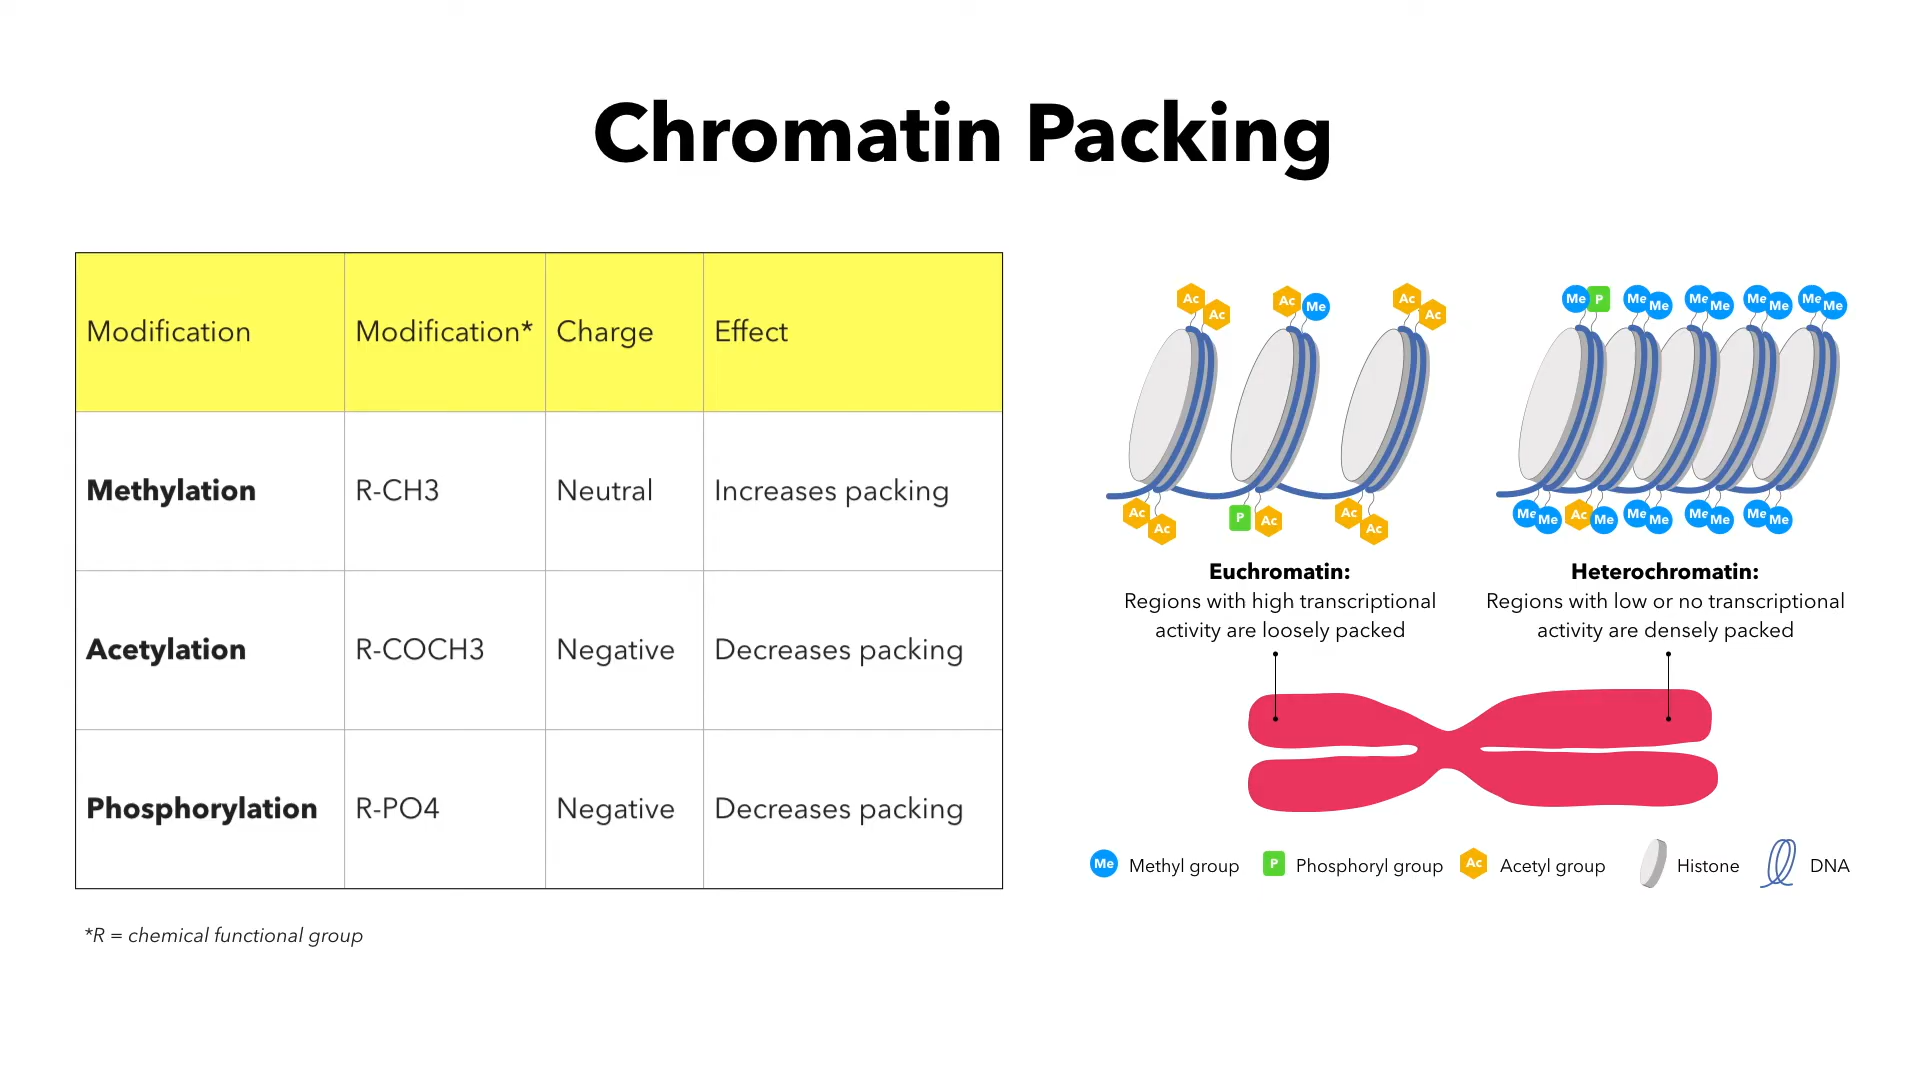 Chromatin Packing
Modification Modification* Charge Effect
Methylation R-CH3 Neutral Increases packing
Acetylation R-COCH3 Negative Decreases packing
Phosphorylation R-PO4 Negative Decreases packing
*R = chemical functional group
Ac Ac Ac Me Ac Ac
Me P Me Me Me Me Me Me Me Me
Ac Ac P Ac Ac Ac
Me Me Ac Me Me Me Me Me Me Me
Euchromatin:
Regions with high transcriptional
activity are loosely packed
Heterochromatin:
Regions with low or no transcriptional
activity are densely packed
Me Methyl group P Phosphoryl group Ac Acetyl group Histone DNA